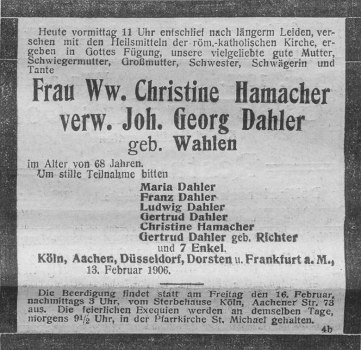 Heute vormittag 11 Uhr entschlief nach längerm Leiden, ver-
sehen mit den Heilsmitteln der röm.-katholischen Kirche, er-
geben in Gottes Fügung, unsere vielgeliebte gute Mutter,
Schwiegermutter, Großmutter, Schwester, Schwägerin und
Tante
Frau Ww. Christine Hamacher
verw. Joh. Georg Dahler
geb. Wahlen
im Alter von 68 Jahren.
Um stille Teilnahme bitten
Maria Dahler
Franz Dahler
Ludwig Dahler
Gertrud Dahler
Christine Hamacher
Gertrud Dahler geb. Richter
und 7 Enkel.
Köln, Aachen, Düsseldorf, Dorsten u. Frankfurt a. M.,
13. Februar 1906.
Die Beerdigung findet statt am Freitag den 16. Februar,
nachmittags 3 Uhr, vom Sterbehause Köln, Aachener Str. 73
aus. Die feierlichen Exequien werden an demselben Tage,
morgens 9½ Uhr, in der Pfarrkirche St. Michael gehalten.
4b